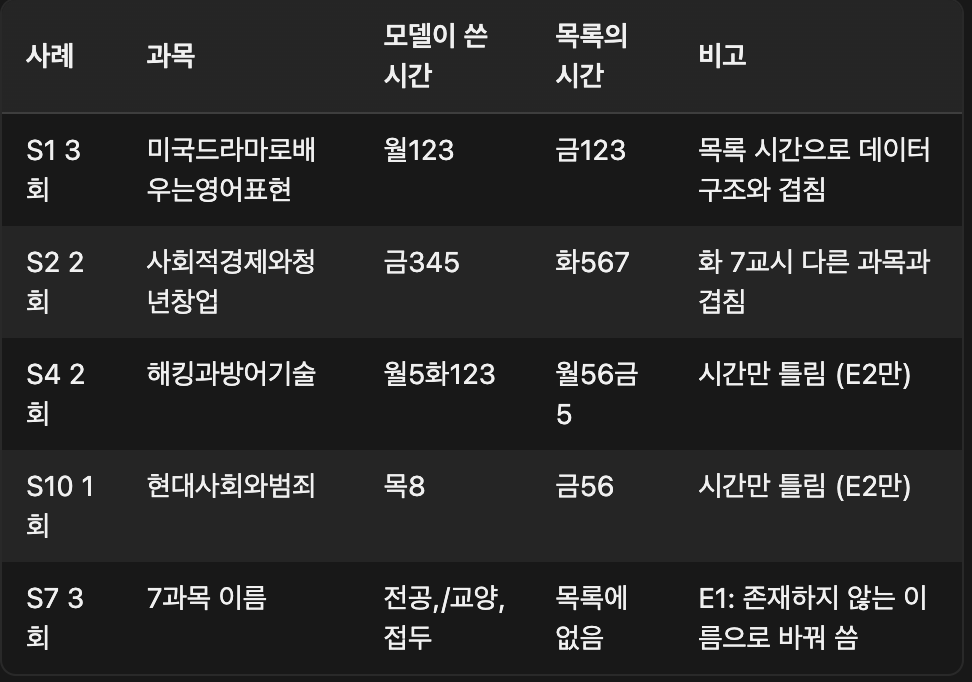 사례 과목 모델이 쓴 시간 목록의 시간 비고
S1 3회 미국드라마로배우는영어표현 월123 금123 목록 시간으로 데이터구조와 겹침
S2 2회 사회적경제와청년창업 금345 화567 화 7교시 다른 과목과 겹침
S4 2회 해킹과방어기술 월5화123 월56금5 시간만 틀림 (E2만)
S10 1회 현대사회와범죄 목8 금56 시간만 틀림 (E2만)
S7 3회 7과목 이름 전공,/교양, 접두 목록에 없음 E1: 존재하지 않는 이름으로 바꿔 씀